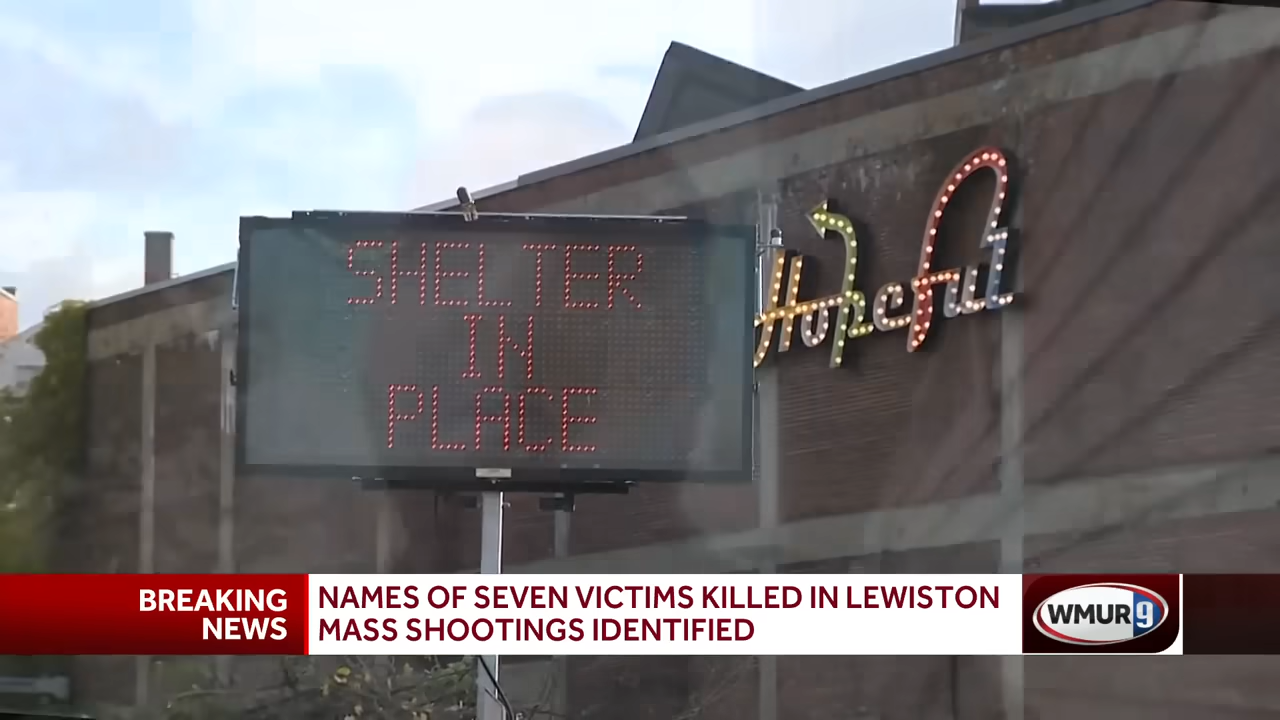 SHELTER
IN
PLACE
Hopeful
BREAKING
NEWS
NAMES OF SEVEN VICTIMS KILLED IN LEWISTON
MASS SHOOTINGS IDENTIFIED
WMUR 9